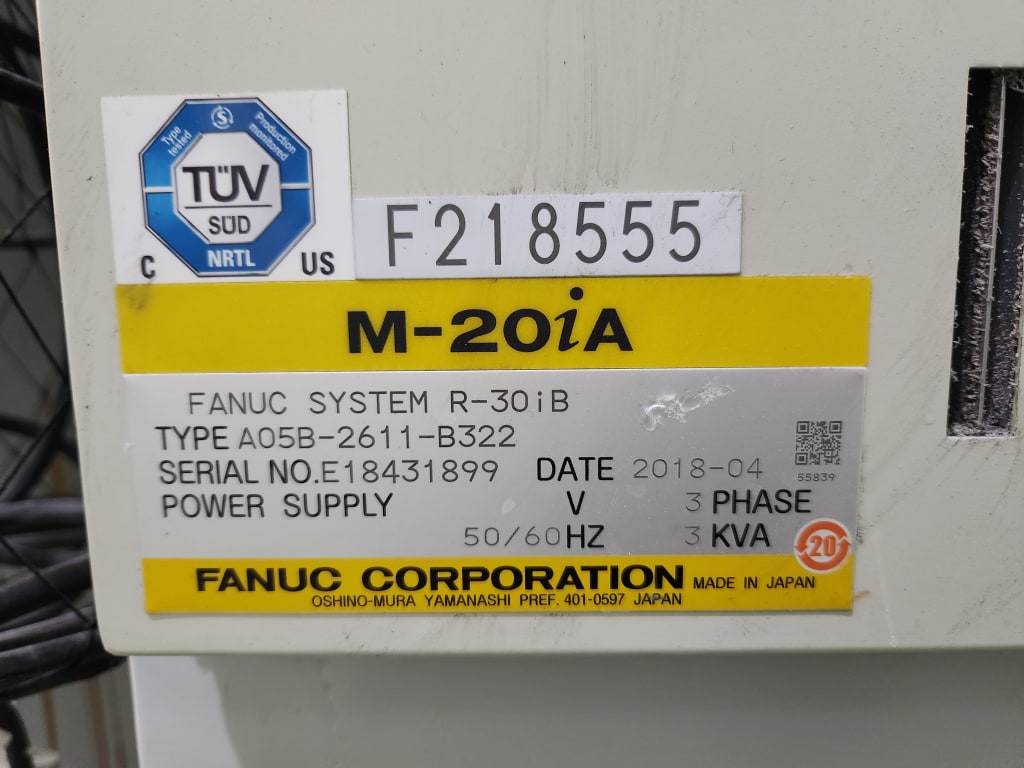 Type tested
Production monitored
TÜV
SÜD
NRTL
C US
F218555
M-20iA
FANUC SYSTEM R-30iB
TYPE A05B-2611-B322
SERIAL NO.E18431899 DATE 2018-04
55839
POWER SUPPLY V 3 PHASE
50/60 HZ 3 KVA
20
FANUC CORPORATION MADE IN JAPAN
OSHINO-MURA YAMANASHI PREF. 401-0597 JAPAN